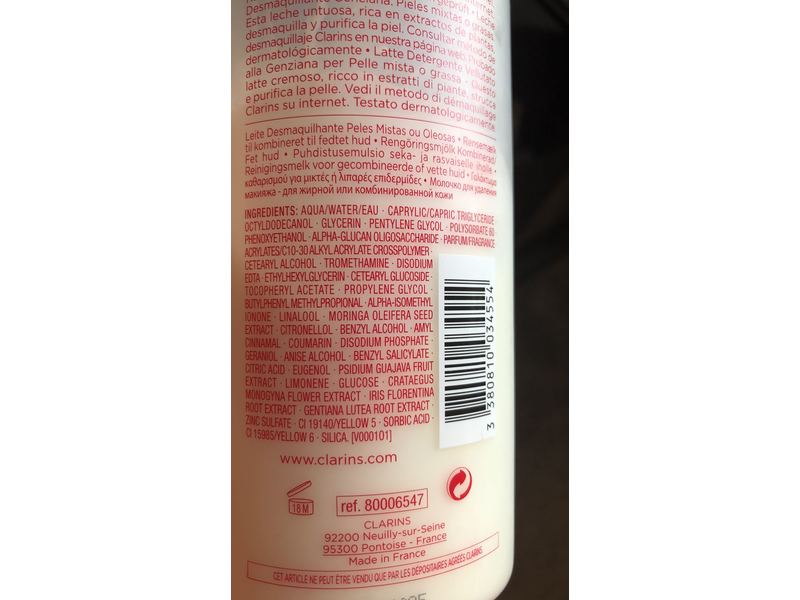 Desmaquillante Genciana, Pieles mixtas o grasas •
Esta leche untuosa, rica en extractos de plantas,
desmaquilla y purifica la piel. Consultar método de
desmaquillaje Clarins en nuestra página web. Probado
dermatológicamente • Latte Detergente Vellutato
alla Genziana per Pelle mista o grassa • Questo
latte cremoso, ricco in estratti di piante, strucca
e purifica la pelle. Vedi il metodo di démaquillage
Clarins su internet. Testato dermatologicamente.
Leite Desmaquilhante Peles Mistas ou Oleosas • Rensemælk
til kombineret til fedtet hud • Rengöringsmjölk Kombinerad/
Fet hud • Puhdistusemulsio seka- ja rasvaiselle iholle •
Reinigingsmelk voor gecombineerde of vette huid • Γαλάκτωμα
καθαρισμού για μικτές ή λιπαρές επιδερμίδες • Молочко для удаления
макияжа - для жирной или комбинированной кожи
INGREDIENTS: AQUA/WATER/EAU · CAPRYLIC/CAPRIC TRIGLYCERIDE
OCTYLDODECANOL · GLYCERIN · PENTYLENE GLYCOL · POLYSORBATE 60
PHENOXYETHANOL · ALPHA-GLUCAN OLIGOSACCHARIDE · PARFUM/FRAGRANCE
ACRYLATES/C10-30 ALKYL ACRYLATE CROSSPOLYMER ·
CETEARYL ALCOHOL · TROMETHAMINE · DISODIUM
EDTA · ETHYLHEXYLGLYCERIN · CETEARYL GLUCOSIDE ·
TOCOPHERYL ACETATE · PROPYLENE GLYCOL ·
BUTYLPHENYL METHYLPROPIONAL · ALPHA-ISOMETHYL
IONONE · LINALOOL · MORINGA OLEIFERA SEED
EXTRACT · CITRONELLOL · BENZYL ALCOHOL · AMYL
CINNAMAL · COUMARIN · DISODIUM PHOSPHATE ·
GERANIOL · ANISE ALCOHOL · BENZYL SALICYLATE ·
CITRIC ACID · EUGENOL · PSIDIUM GUAJAVA FRUIT
EXTRACT · LIMONENE · GLUCOSE · CRATAEGUS
MONOGYNA FLOWER EXTRACT · IRIS FLORENTINA
ROOT EXTRACT · GENTIANA LUTEA ROOT EXTRACT ·
ZINC SULFATE · CI 19140/YELLOW 5 · SORBIC ACID ·
CI 15985/YELLOW 6 · SILICA. [V000101]
3 380810 034554
www.clarins.com
18 M
ref. 80006547
CLARINS
92200 Neuilly-sur-Seine
95300 Pontoise - France
Made in France
CET ARTICLE NE PEUT ÊTRE VENDU QUE PAR LES DÉPOSITAIRES AGRÉÉS CLARINS